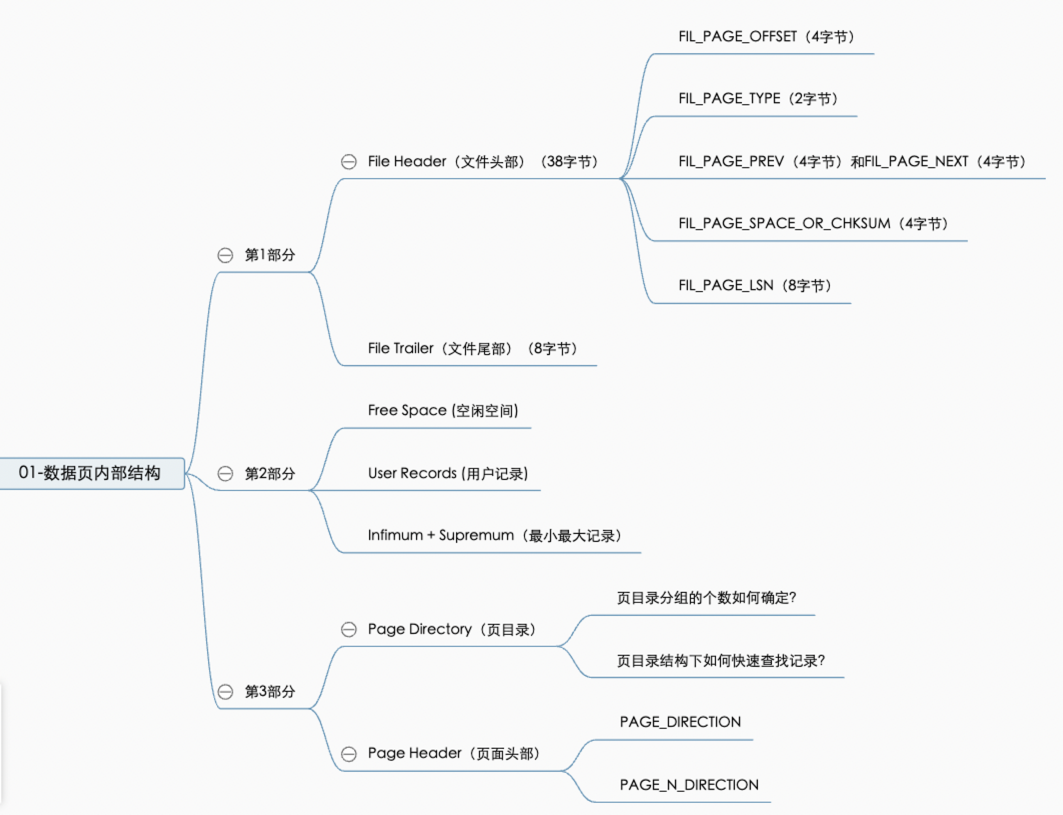 01-数据页内部结构
第1部分
File Header（文件头部）（38字节）
FIL_PAGE_OFFSET（4字节）
FIL_PAGE_TYPE（2字节）
FIL_PAGE_PREV（4字节）和FIL_PAGE_NEXT（4字节）
FIL_PAGE_SPACE_OR_CHKSUM（4字节）
FIL_PAGE_LSN（8字节）
File Trailer（文件尾部）（8字节）
第2部分
Free Space (空闲空间)
User Records (用户记录)
Infimum + Supremum（最小最大记录）
第3部分
Page Directory（页目录）
页目录分组的个数如何确定?
页目录结构下如何快速查找记录?
Page Header（页面头部）
PAGE_DIRECTION
PAGE_N_DIRECTION